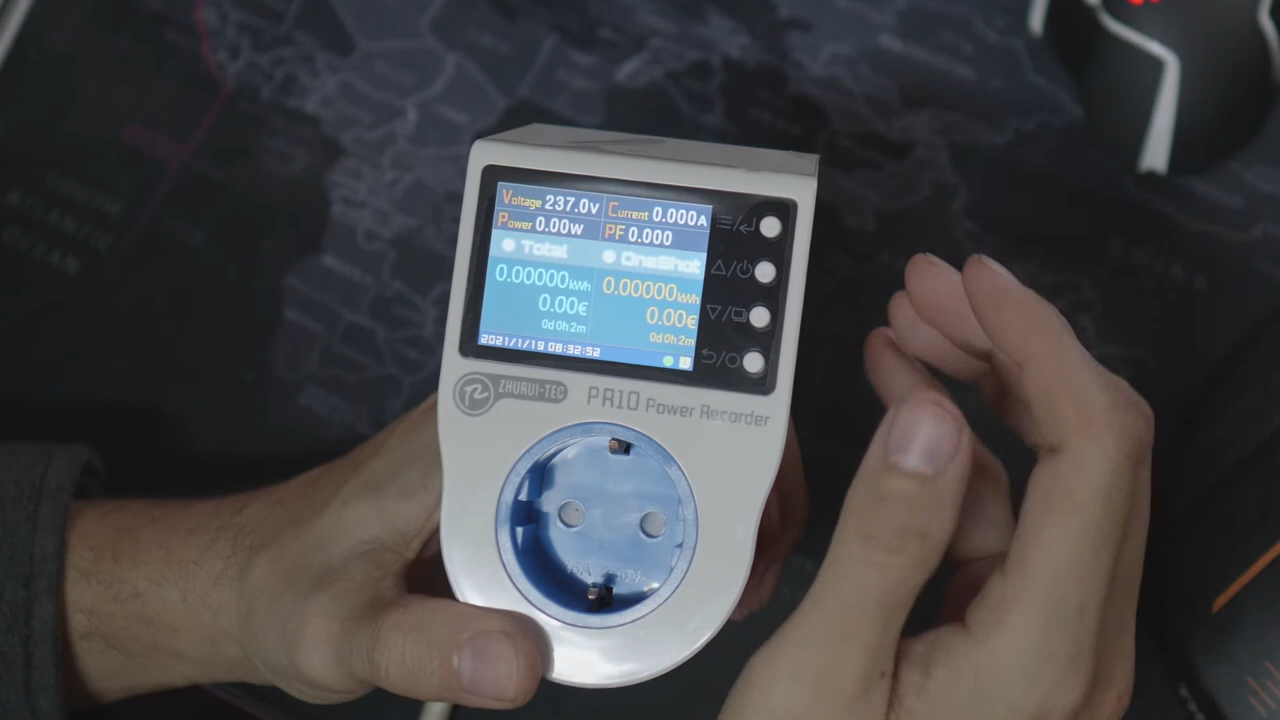 Voltage 237.0V Current 0.000A
Power 0.00W PF 0.000
Total OneShot
0.00000kWh 0.00000kWh
0.00€ 0.00€
0d 0h 2m 0d 0h 2m
2021/1/19 08:32:52
ZHURUI-TEC PR10 Power Recorder